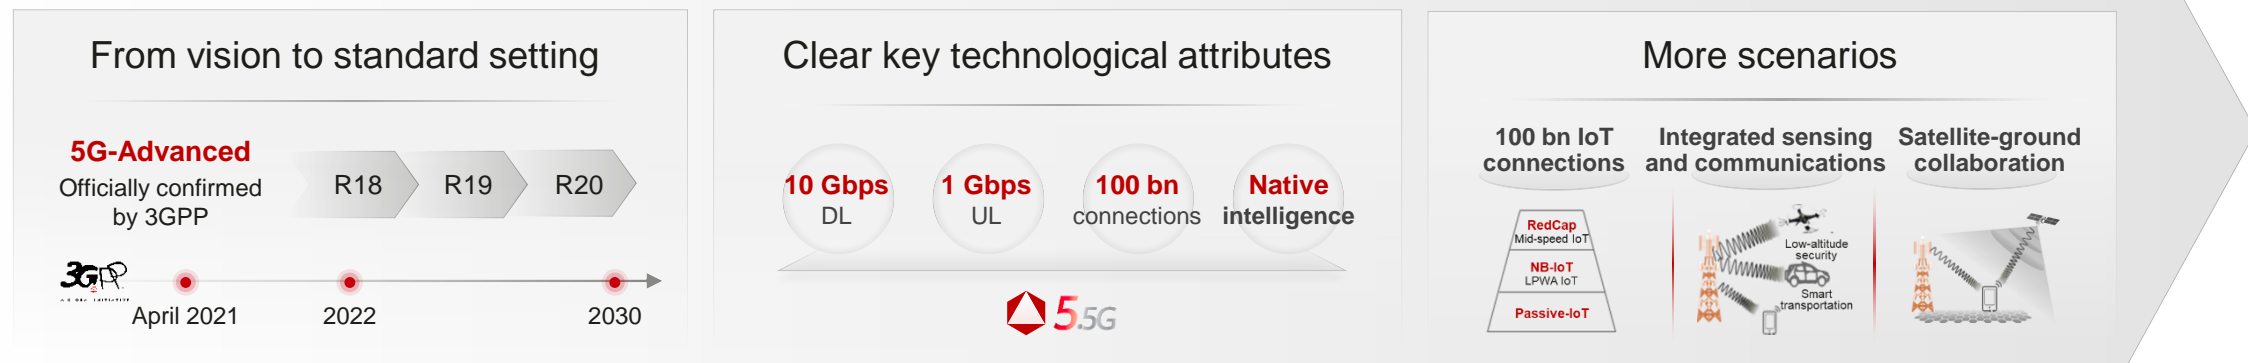 From vision to standard setting
5G-Advanced
Officially confirmed
by 3GPP
R18
R19
R20
3GPP
April 2021
2022
2030
Clear key technological attributes
10 Gbps
DL
1 Gbps
UL
100 bn
connections
Native
intelligence
5.5G
More scenarios
100 bn IoT
connections
RedCap
Mid-speed IoT
NB-IoT
LPWA IoT
Passive-IoT
Integrated sensing
and communications
Low-altitude
security
Smart
transportation
Satellite-ground
collaboration